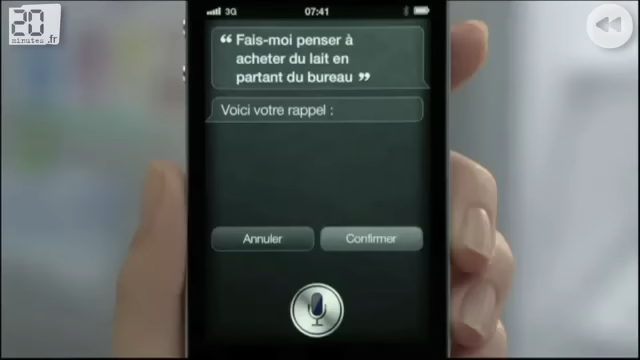 20
minutes.fr
3G 07:41
“ Fais-moi penser à
acheter du lait en
partant du bureau ”
Voici votre rappel :
Annuler Confirmer